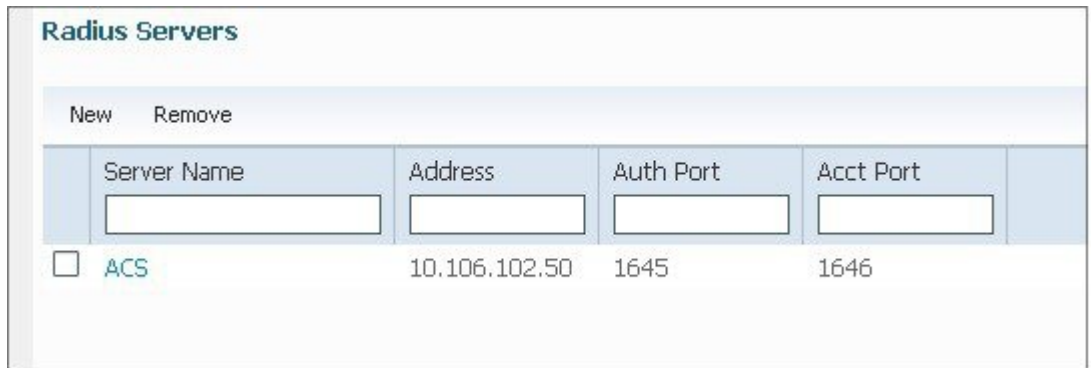 Radius Servers
New Remove
Server Name Address Auth Port Acct Port
ACS 10.106.102.50 1645 1646